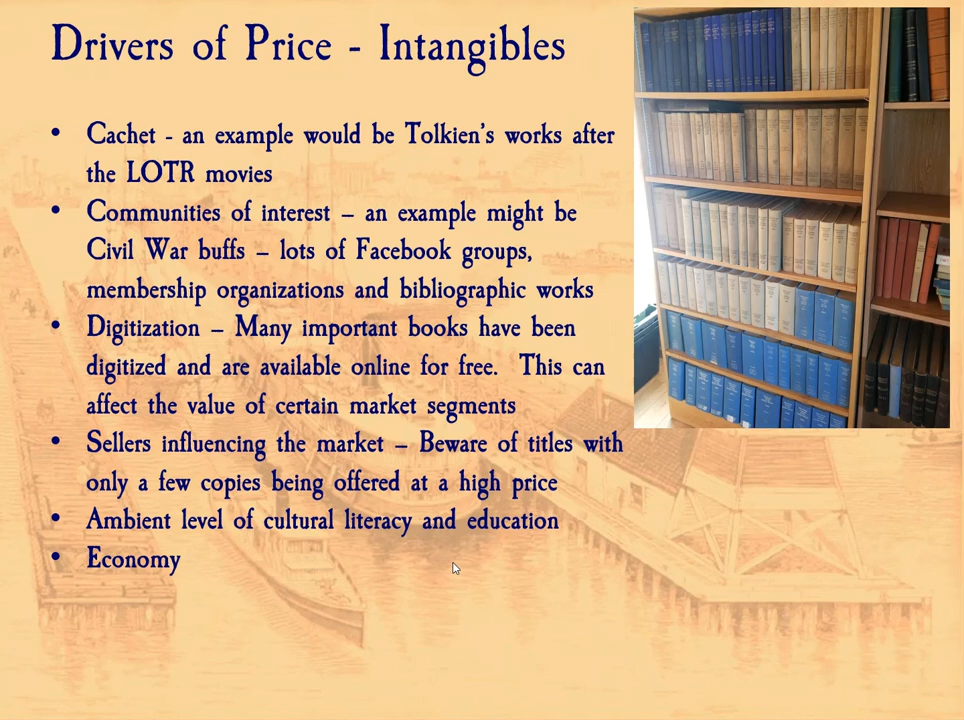 Drivers of Price - Intangibles
• Cachet - an example would be Tolkien's works after
the LOTR movies
• Communities of interest – an example might be
Civil War buffs – lots of Facebook groups,
membership organizations and bibliographic works
• Digitization – Many important books have been
digitized and are available online for free.  This can
affect the value of certain market segments
• Sellers influencing the market – Beware of titles with
only a few copies being offered at a high price
• Ambient level of cultural literacy and education
• Economy